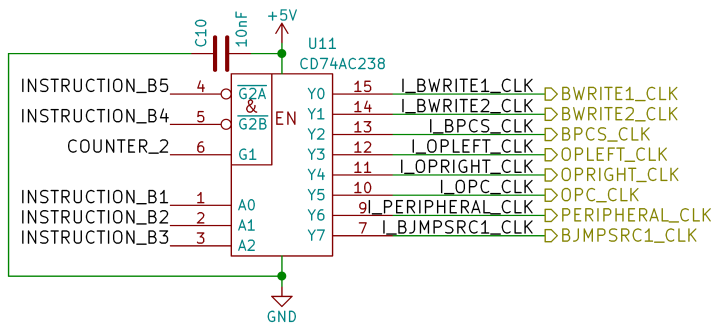 +5V
C10
10nF
U11
CD74AC238
INSTRUCTION_B5 4 G2A Y0 15 I_BWRITE1_CLK BWRITE1_CLK
& EN
INSTRUCTION_B4 5 G2B Y1 14 I_BWRITE2_CLK BWRITE2_CLK
Y2 13 I_BPCS_CLK BPCS_CLK
COUNTER_2 6 G1 Y3 12 I_OPLEFT_CLK OPLEFT_CLK
Y4 11 I_OPRIGHT_CLK OPRIGHT_CLK
INSTRUCTION_B1 1 A0 Y5 10 I_OPC_CLK OPC_CLK
INSTRUCTION_B2 2 A1 Y6 9 I_PERIPHERAL_CLK PERIPHERAL_CLK
INSTRUCTION_B3 3 A2 Y7 7 I_BJMPSRC1_CLK BJMPSRC1_CLK
GND